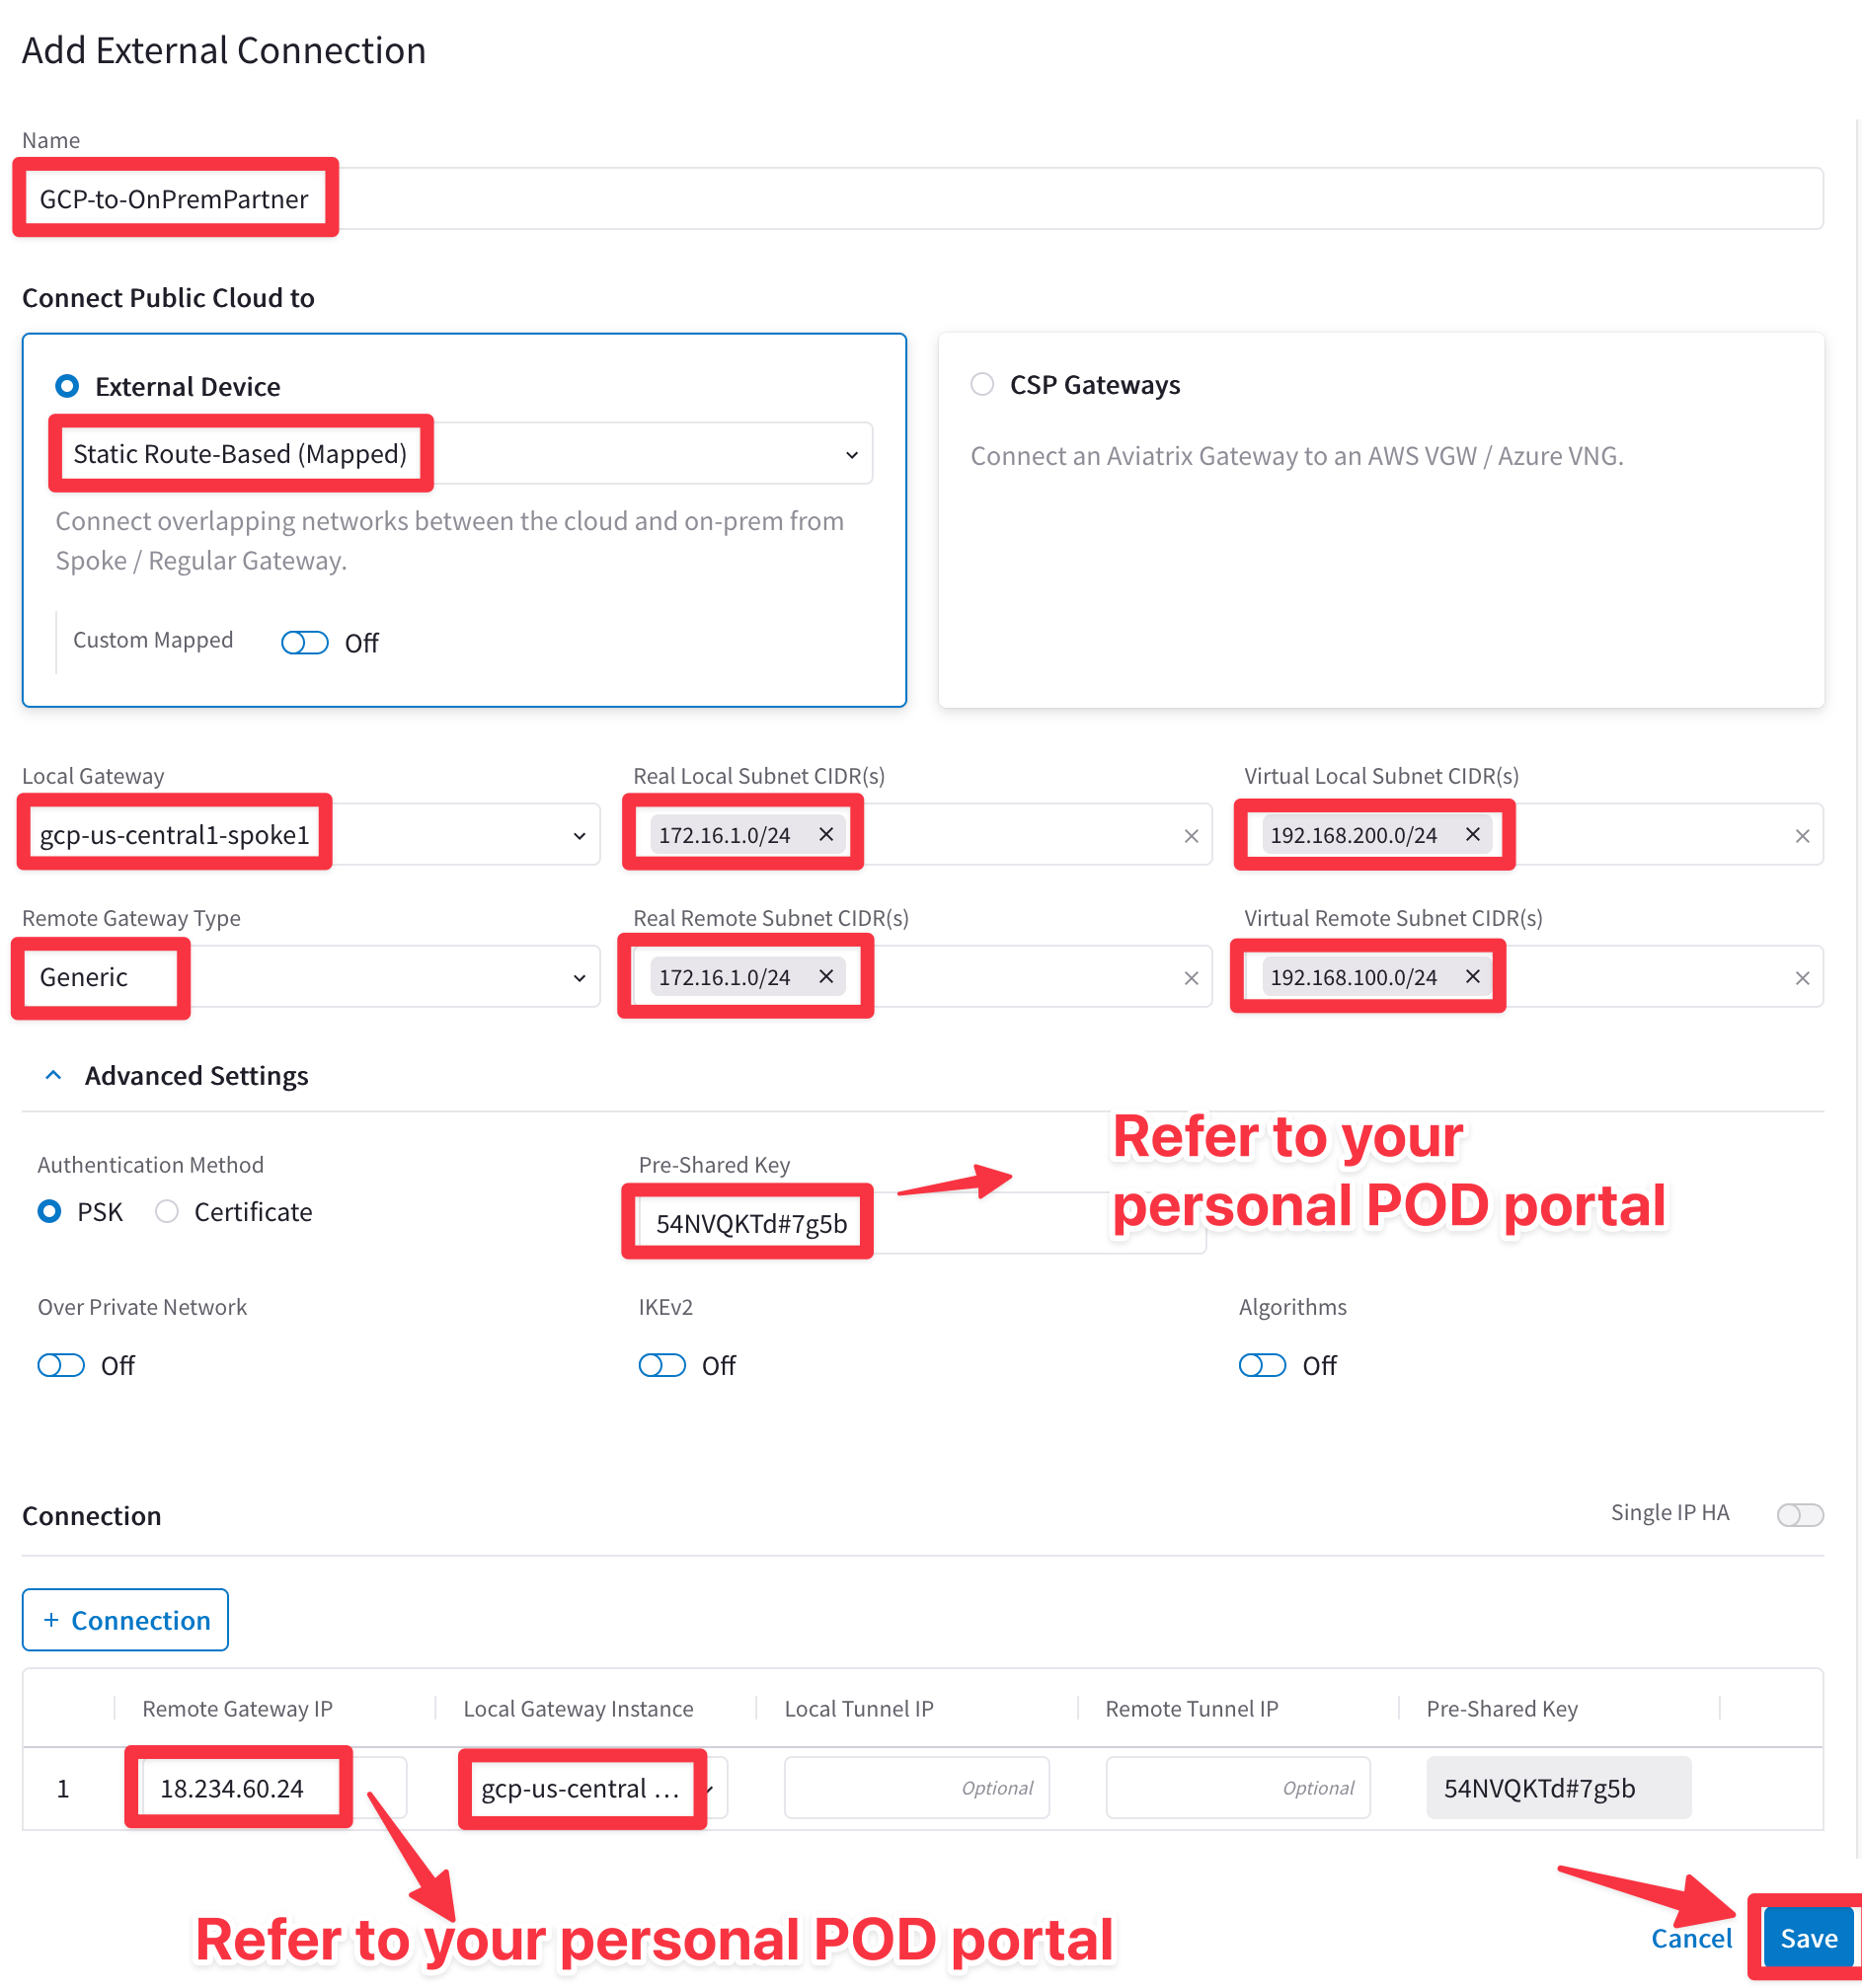 Add External Connection
Name
GCP-to-OnPremPartner
Connect Public Cloud to
External Device
Static Route-Based (Mapped)
Connect overlapping networks between the cloud and on-prem from
Spoke / Regular Gateway.
Custom Mapped Off
CSP Gateways
Connect an Aviatrix Gateway to an AWS VGW / Azure VNG.
Local Gateway Real Local Subnet CIDR(s) Virtual Local Subnet CIDR(s)
gcp-us-central1-spoke1 172.16.1.0/24 192.168.200.0/24
Remote Gateway Type Real Remote Subnet CIDR(s) Virtual Remote Subnet CIDR(s)
Generic 172.16.1.0/24 192.168.100.0/24
Advanced Settings
Authentication Method Pre-Shared Key
PSK Certificate 54NVQKTd#7g5b
Refer to your
personal POD portal
Over Private Network IKEv2 Algorithms
Off Off Off
Connection Single IP HA
+ Connection
Remote Gateway IP Local Gateway Instance Local Tunnel IP Remote Tunnel IP Pre-Shared Key
1 18.234.60.24 gcp-us-central ... Optional Optional 54NVQKTd#7g5b
Refer to your personal POD portal
Cancel Save